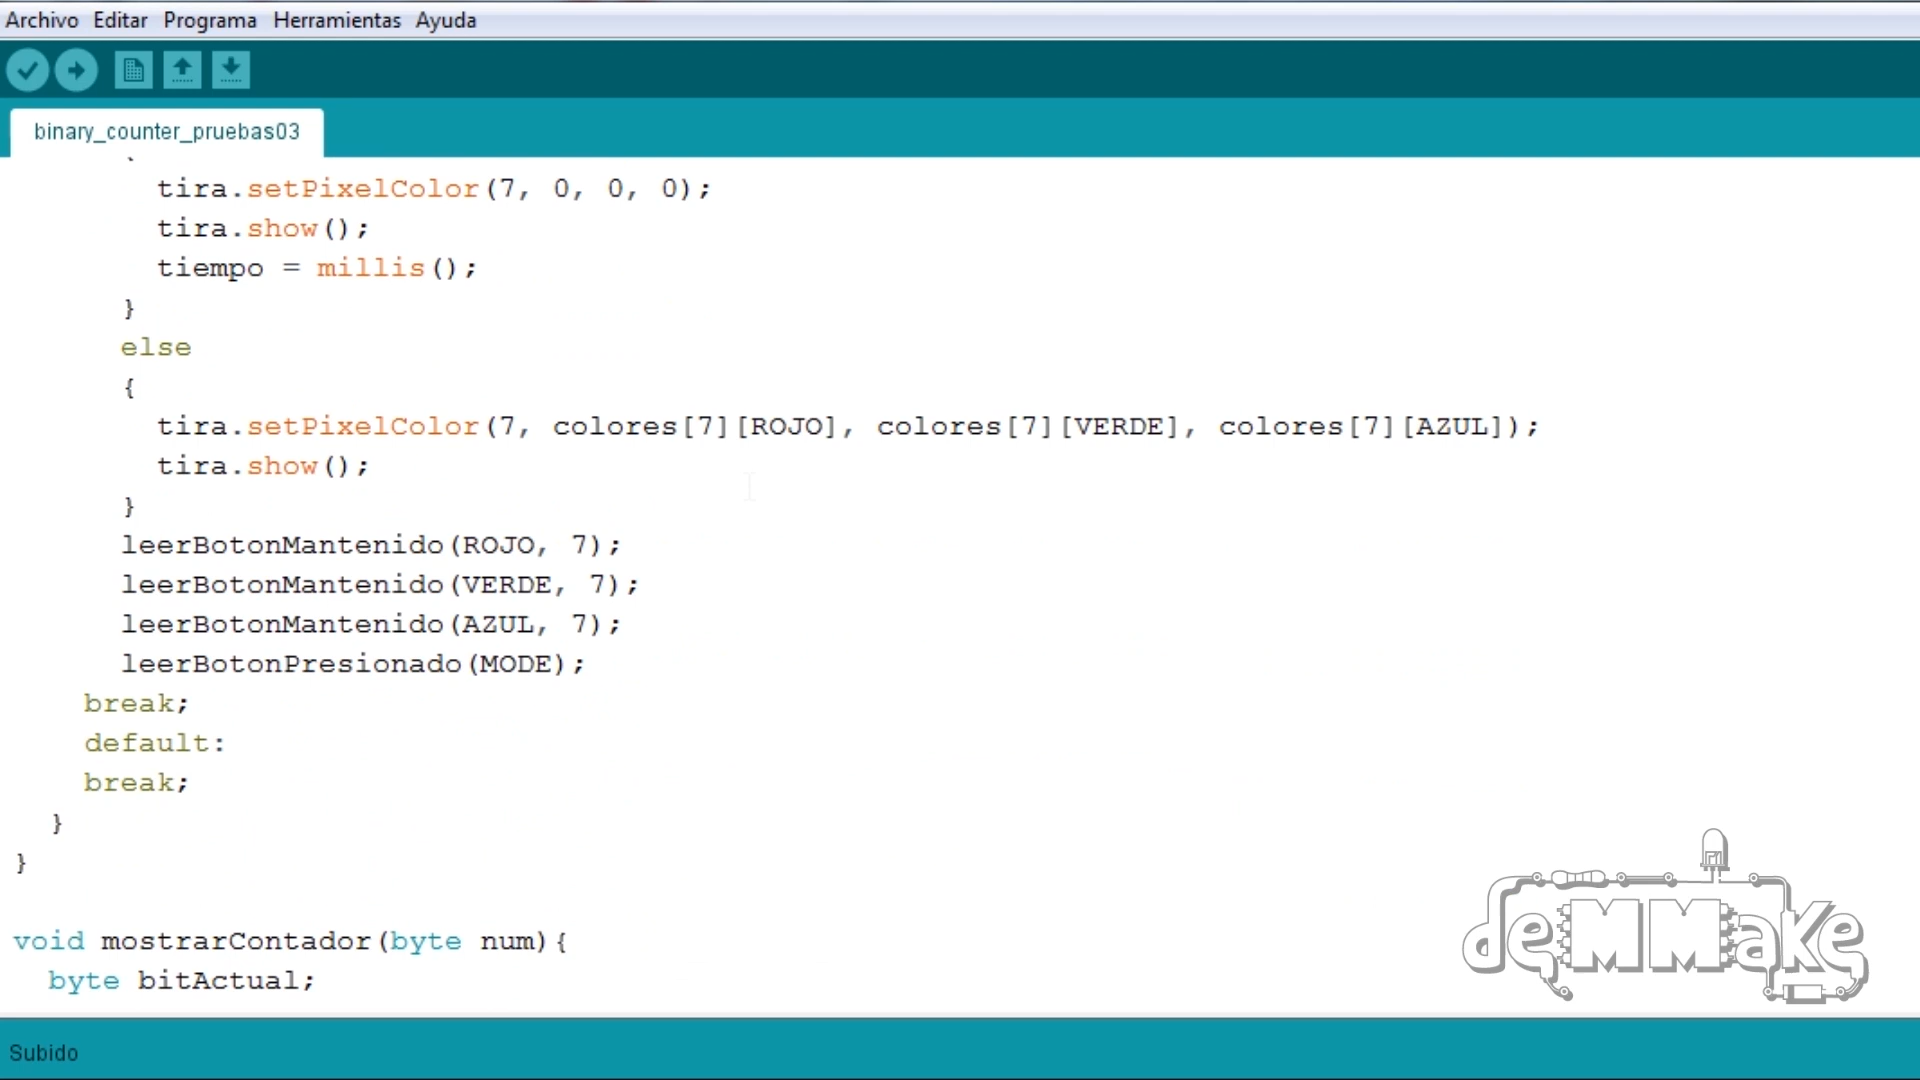 Archivo Editar Programa Herramientas Ayuda
binary_counter_pruebas03
tira.setPixelColor(7, 0, 0, 0);
tira.show();
tiempo = millis();
}
else
{
tira.setPixelColor(7, colores[7][ROJO], colores[7][VERDE], colores[7][AZUL]);
tira.show();
}
leerBotonMantenido(ROJO, 7);
leerBotonMantenido(VERDE, 7);
leerBotonMantenido(AZUL, 7);
leerBotonPresionado(MODE);
break;
default:
break;
}
}
void mostrarContador(byte num){
byte bitActual;
deMMake
Subido